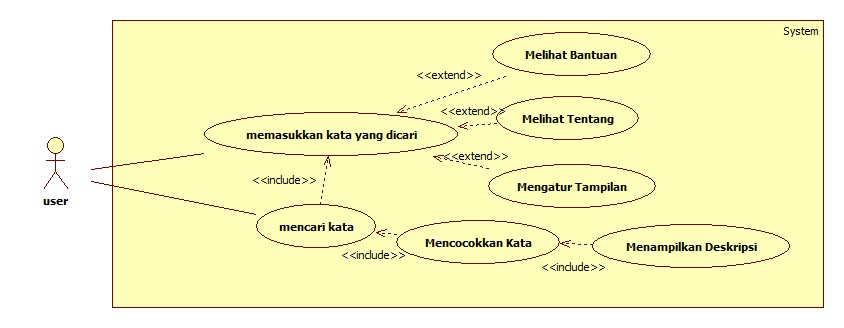 System
Melihat Bantuan
<<extend>>
<<extend>>
Melihat Tentang
memasukkan kata yang dicari
<<extend>>
<<include>>
Mengatur Tampilan
user
mencari kata
Mencocokkan Kata
Menampilkan Deskripsi
<<include>>
<<include>>